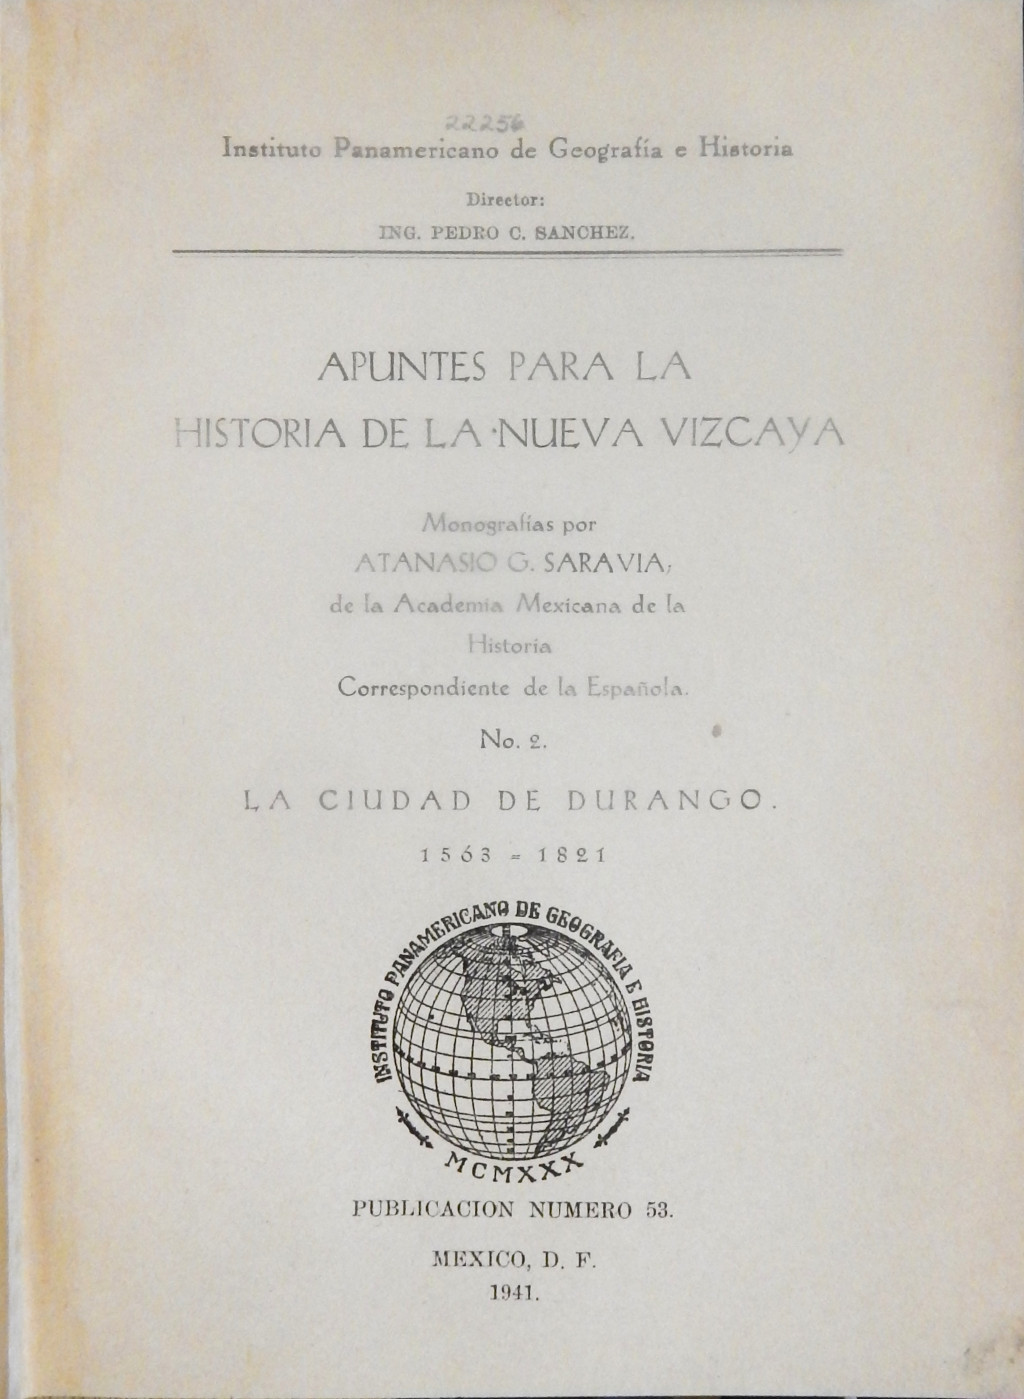 22256
Instituto Panamericano de Geografía e Historia
Director:
ING. PEDRO C. SANCHEZ.
APUNTES PARA LA
HISTORIA DE LA·NUEVA VIZCAYA
Monografías por
ATANASIO G. SARAVIA,
de la Academia Mexicana de la
Historia
Correspondiente de la Española.
No. 2.
LA CIUDAD DE DURANGO.
1563 = 1821
INSTITUTO PANAMERICANO DE GEOGRAFIA E HISTORIA
MCMXXX
PUBLICACION NUMERO 53.
MEXICO, D. F.
1941.